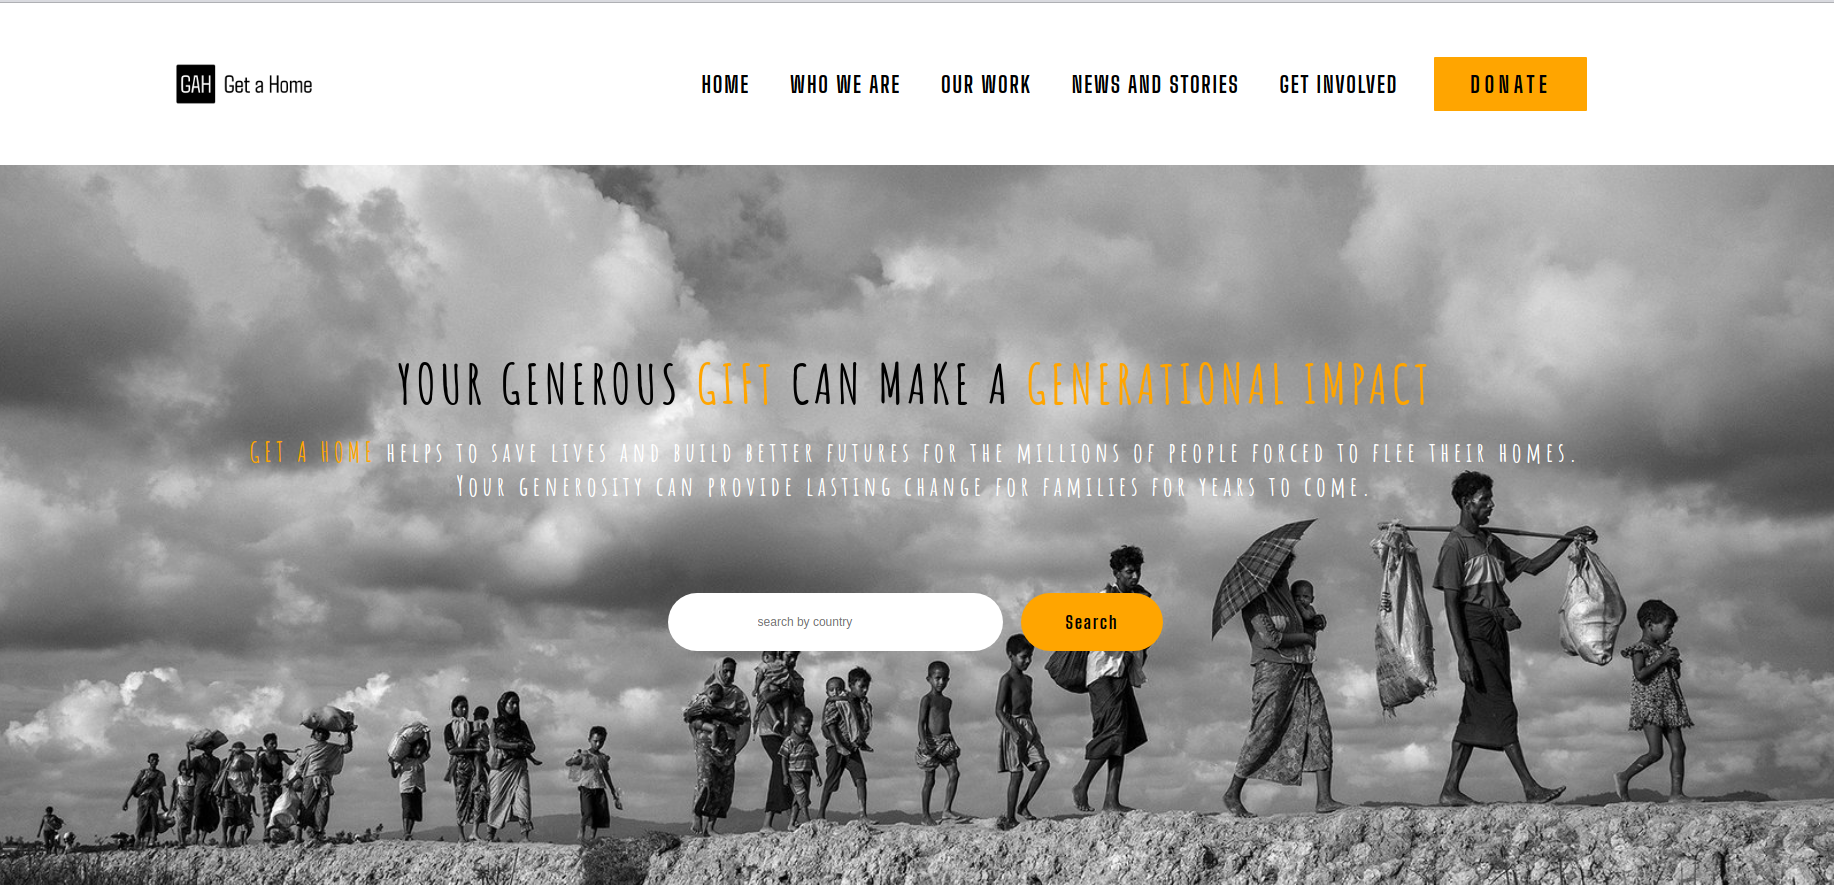 GAH Get a Home
HOME WHO WE ARE OUR WORK NEWS AND STORIES GET INVOLVED DONATE
YOUR GENEROUS GIFT CAN MAKE A GENERATIONAL IMPACT
GET A HOME HELPS TO SAVE LIVES AND BUILD BETTER FUTURES FOR THE MILLIONS OF PEOPLE FORCED TO FLEE THEIR HOMES.
YOUR GENEROSITY CAN PROVIDE LASTING CHANGE FOR FAMILIES FOR YEARS TO COME.
search by country Search